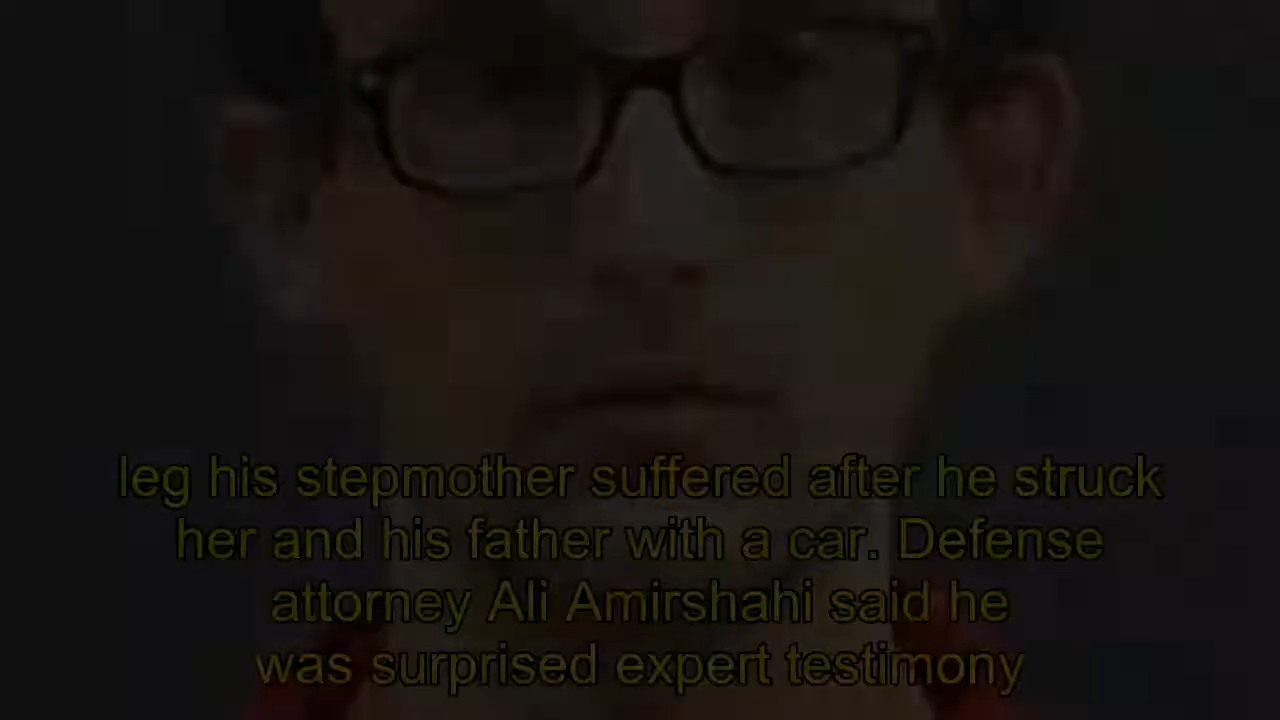 leg his stepmother suffered after he struck
her and his father with a car. Defense
attorney Ali Amirshahi said he
was surprised expert testimony